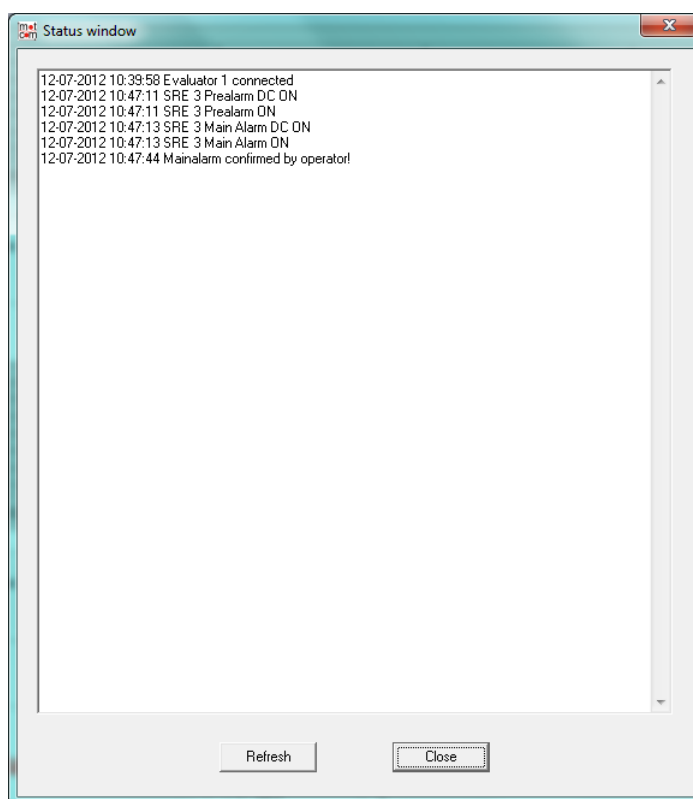 met
com
Status window
12-07-2012 10:39:58 Evaluator 1 connected
12-07-2012 10:47:11 SRE 3 Prealarm DC ON
12-07-2012 10:47:11 SRE 3 Prealarm ON
12-07-2012 10:47:13 SRE 3 Main Alarm DC ON
12-07-2012 10:47:13 SRE 3 Main Alarm ON
12-07-2012 10:47:44 Mainalarm confirmed by operator!
Refresh
Close